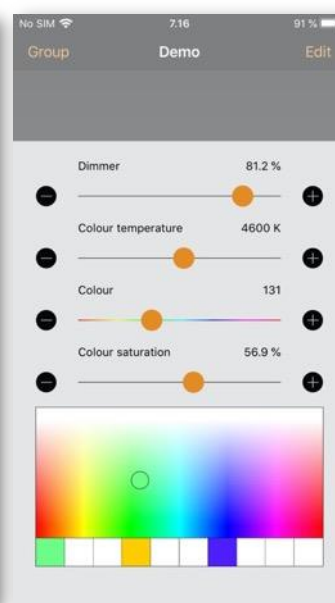 No SIM 7.16 91 %
Group Demo Edit
Dimmer 81.2 %
Colour temperature 4600 K
Colour 131
Colour saturation 56.9 %